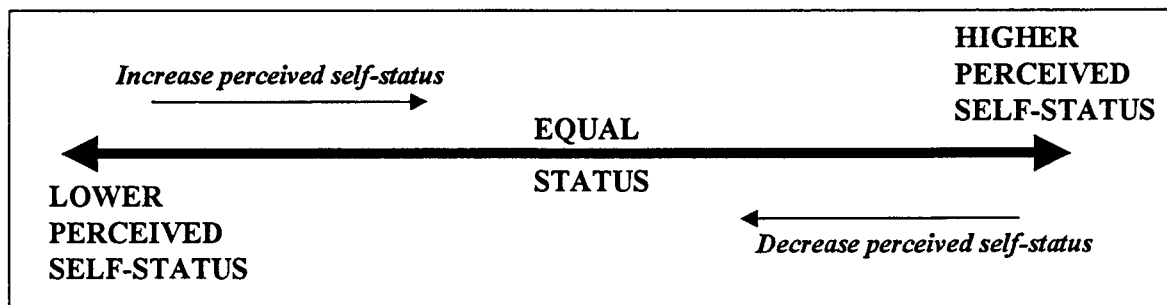 HIGHER
PERCEIVED
SELF-STATUS
Increase perceived self-status
EQUAL
STATUS
LOWER
PERCEIVED
SELF-STATUS
Decrease perceived self-status